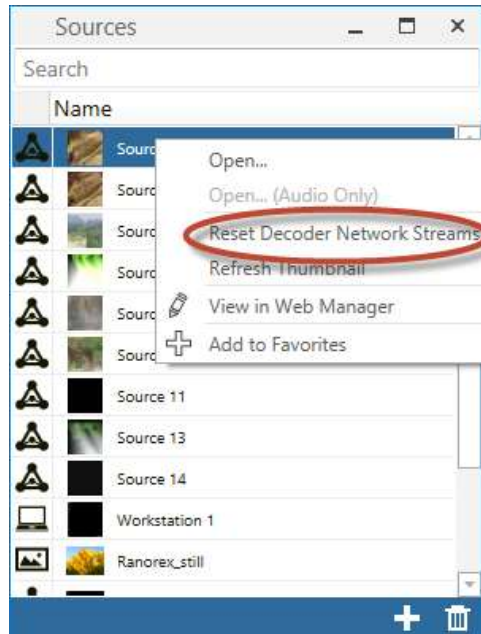 Sources
Search
Name
Open...
Open... (Audio Only)
Reset Decoder Network Streams
Refresh Thumbnail
View in Web Manager
Add to Favorites
Source 11
Source 13
Source 14
Workstation 1
Ranorex_still